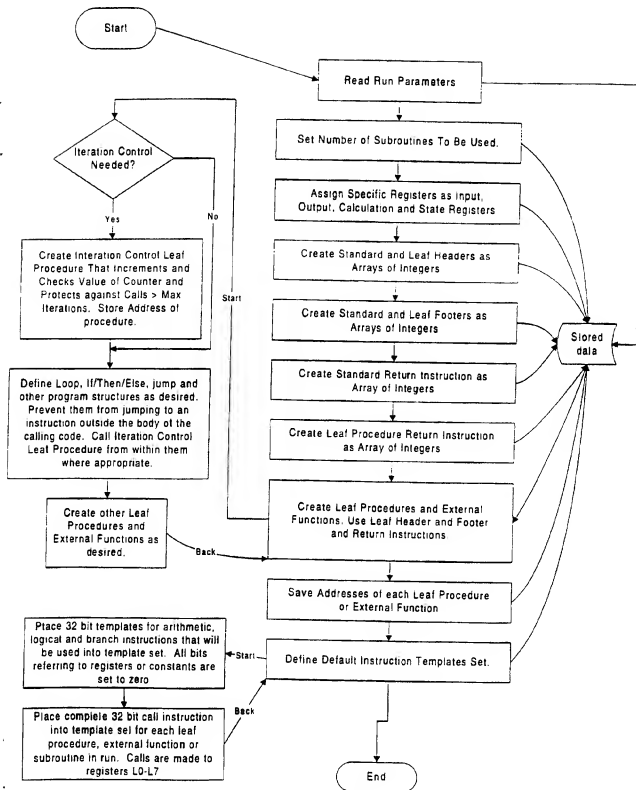 Start
Read Run Parameters
Set Number of Subroutines To Be Used.
Assign Specific Registers as Input,
Output, Calculation and State Registers
Create Standard and Leaf Headers as
Arrays of Integers
Create Standard and Leaf Footers as
Arrays of Integers
Create Standard Return Instruction as
Array of Integers
Create Leaf Procedure Return Instruction
as Array of Integers
Create Leaf Procedures and External
Functions. Use Leaf Header and Footer
and Return Instructions
Save Addresses of each Leaf Procedure
or External Function
Define Default Instruction Templates Set.
End
Stored
data
Start
Iteration Control
Needed?
Yes
No
Create Interation Control Leaf
Procedure That Increments and
Checks Value of Counter and
Protects against Calls > Max
Iterations. Store Address of
procedure.
Define Loop, If/Then/Else, jump and
other program structures as desired.
Prevent them from jumping to an
instruction outside the body of the
calling code. Call Iteration Control
Leaf Procedure from within them
where appropriate.
Create other Leaf
Procedures and
External Functions as
desired.
Back
Start
Place 32 bit templates for arithmetic,
logical and branch instructions that will
be used into template set. All bits
referring to registers or constants are
set to zero
Place complete 32 bit call instruction
into template set for each leaf
procedure, external function or
subroutine in run. Calls are made to
registers L0-L7
Back